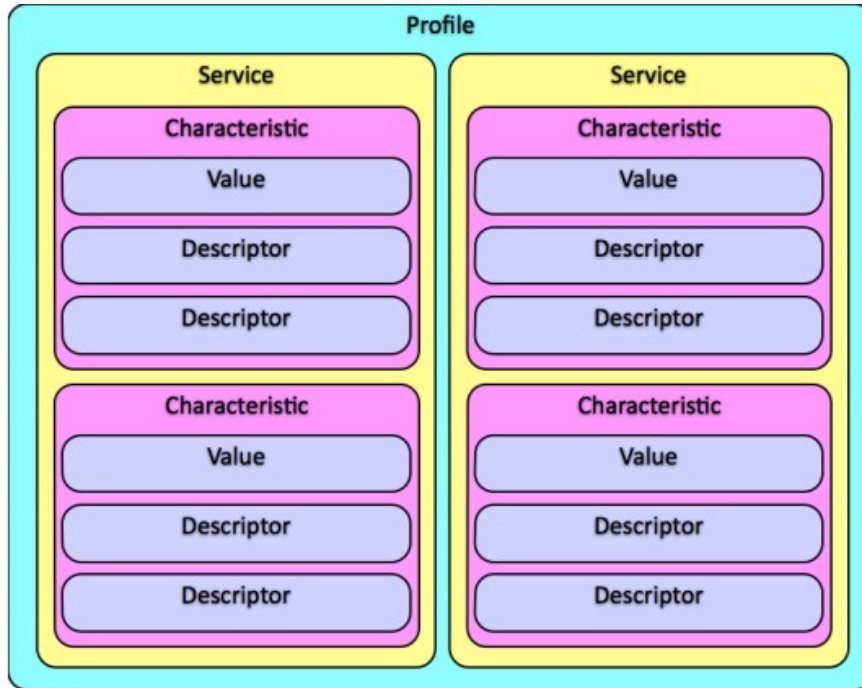 Profile
Service
Characteristic
Value
Descriptor
Descriptor
Characteristic
Value
Descriptor
Descriptor
Service
Characteristic
Value
Descriptor
Descriptor
Characteristic
Value
Descriptor
Descriptor